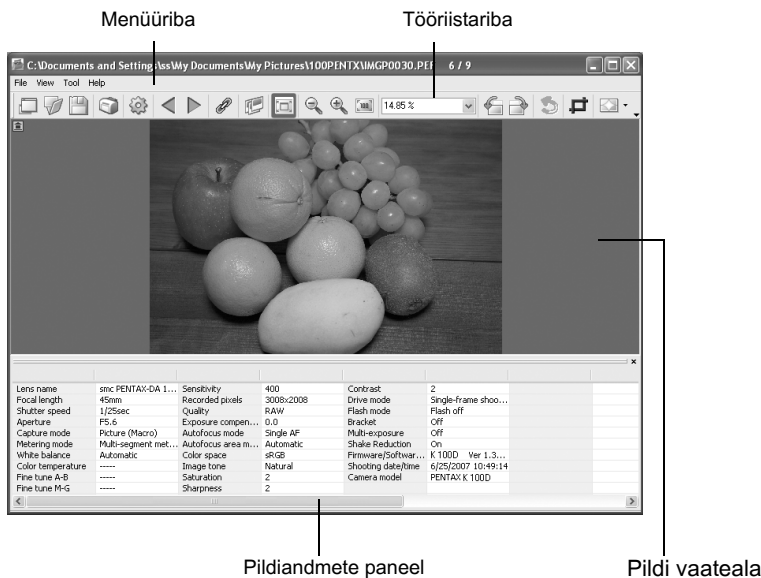 Menüüriba
Tööriistariba
C:\Documents and Settings\ss\My Documents\My Pictures\100PENTX\IMGP0030.PEF 6 / 9
File View Tool Help
14.85 %
Lens name smc PENTAX-DA 1... Sensitivity 400 Contrast 2
Focal length 45mm Recorded pixels 3008x2008 Drive mode Single-frame shoo...
Shutter speed 1/25sec Quality RAW Flash mode Flash off
Aperture F5.6 Exposure compen... 0.0 Bracket Off
Capture mode Picture (Macro) Autofocus mode Single AF Multi-exposure Off
Metering mode Multi-segment met... Autofocus area m... Automatic Shake Reduction On
White balance Automatic Color space sRGB Firmware/Softwar... K 100D Ver 1.3...
Color temperature ----- Image tone Natural Shooting date/time 6/25/2007 10:49:14
Fine tune A-B ----- Saturation 2 Camera model PENTAX K 100D
Fine tune M-G ----- Sharpness 2
Pildiandmete paneel
Pildi vaateala